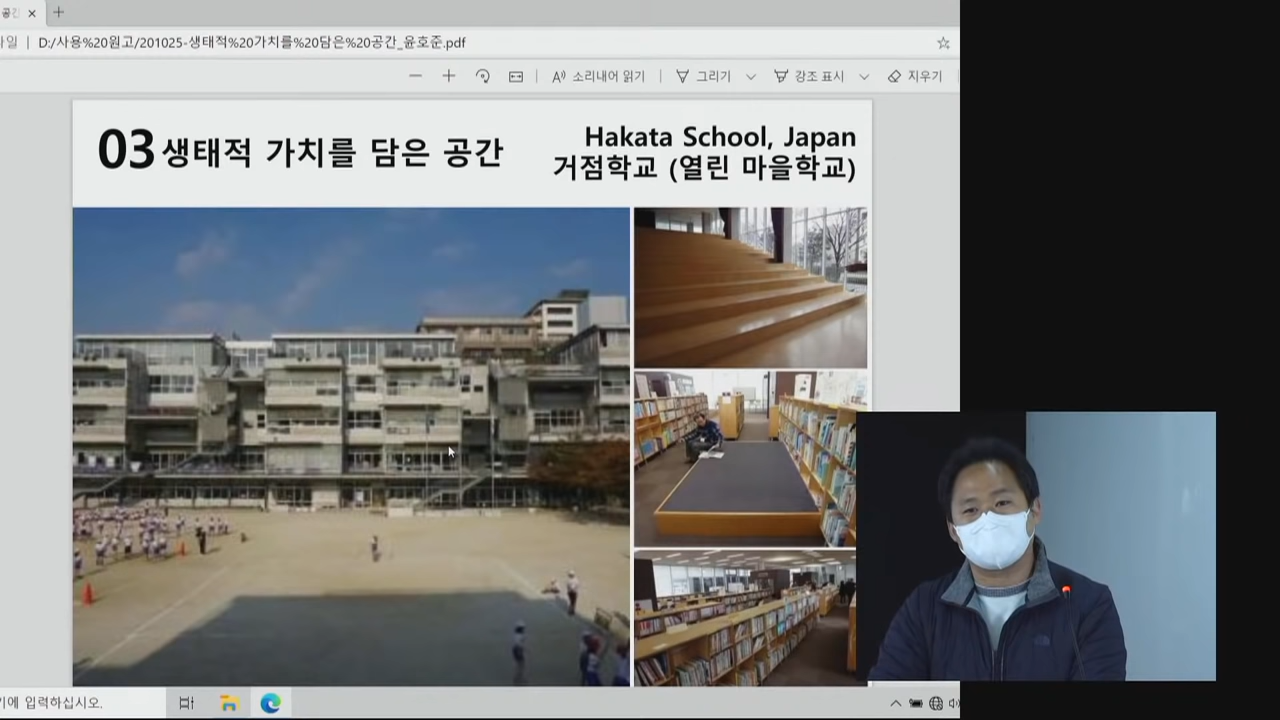 공간
D:/사용%20원고/201025-생태적%20가치를%20담은%20공간_윤호준.pdf
소리내어 읽기
그리기
강조 표시
지우기
03 생태적 가치를 담은 공간
Hakata School, Japan
거점학교 (열린 마을학교)
입력하십시오.